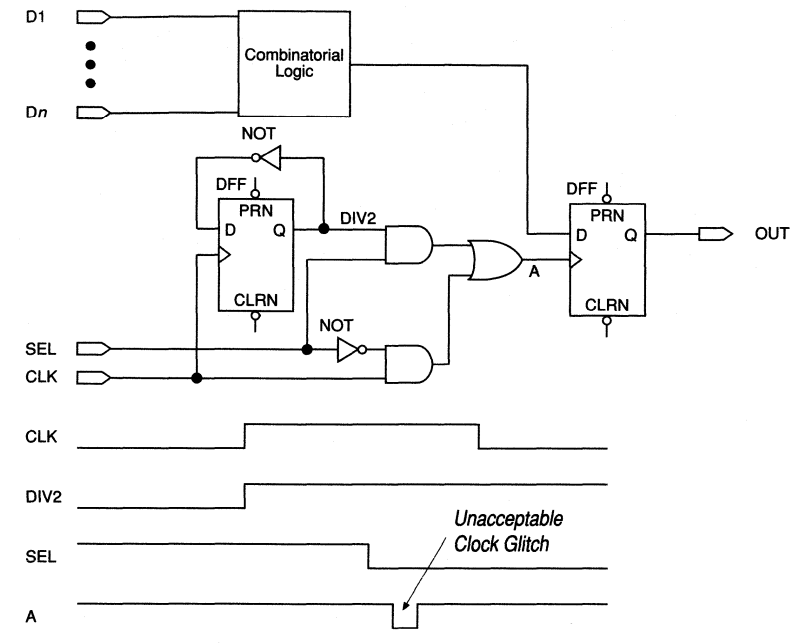 D1
Combinatorial
Logic
Dn
NOT
DFF
PRN
D Q
CLRN
DIV2
A
DFF
PRN
D Q
CLRN
OUT
NOT
SEL
CLK
CLK
DIV2
Unacceptable
Clock Glitch
SEL
A